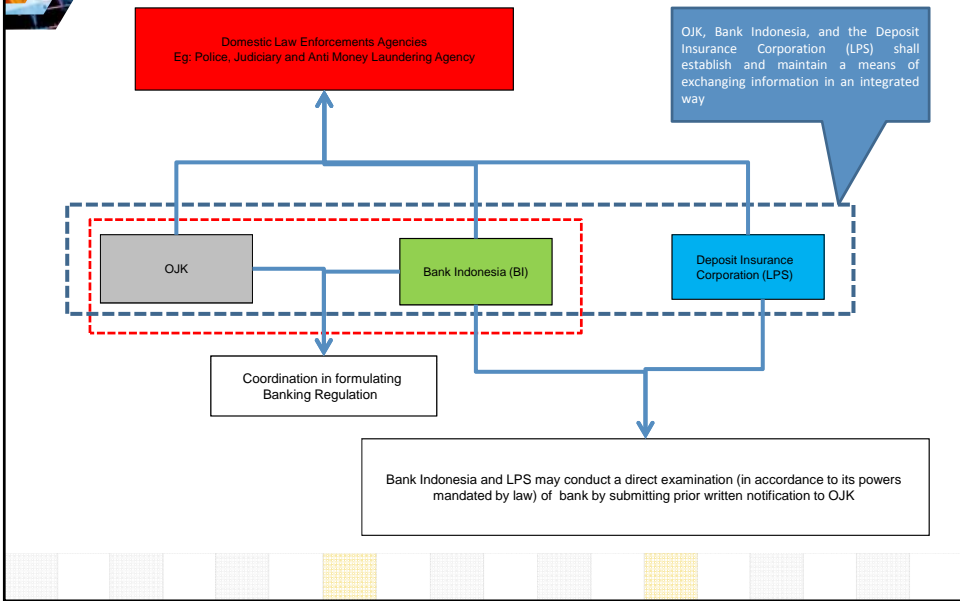 Domestic Law Enforcements Agencies
Eg: Police, Judiciary and Anti Money Laundering Agency
OJK, Bank Indonesia, and the Deposit
Insurance Corporation (LPS) shall
establish and maintain a means of
exchanging information in an integrated
way
OJK
Bank Indonesia (BI)
Deposit Insurance
Corporation (LPS)
Coordination in formulating
Banking Regulation
Bank Indonesia and LPS may conduct a direct examination (in accordance to its powers
mandated by law) of bank by submitting prior written notification to OJK